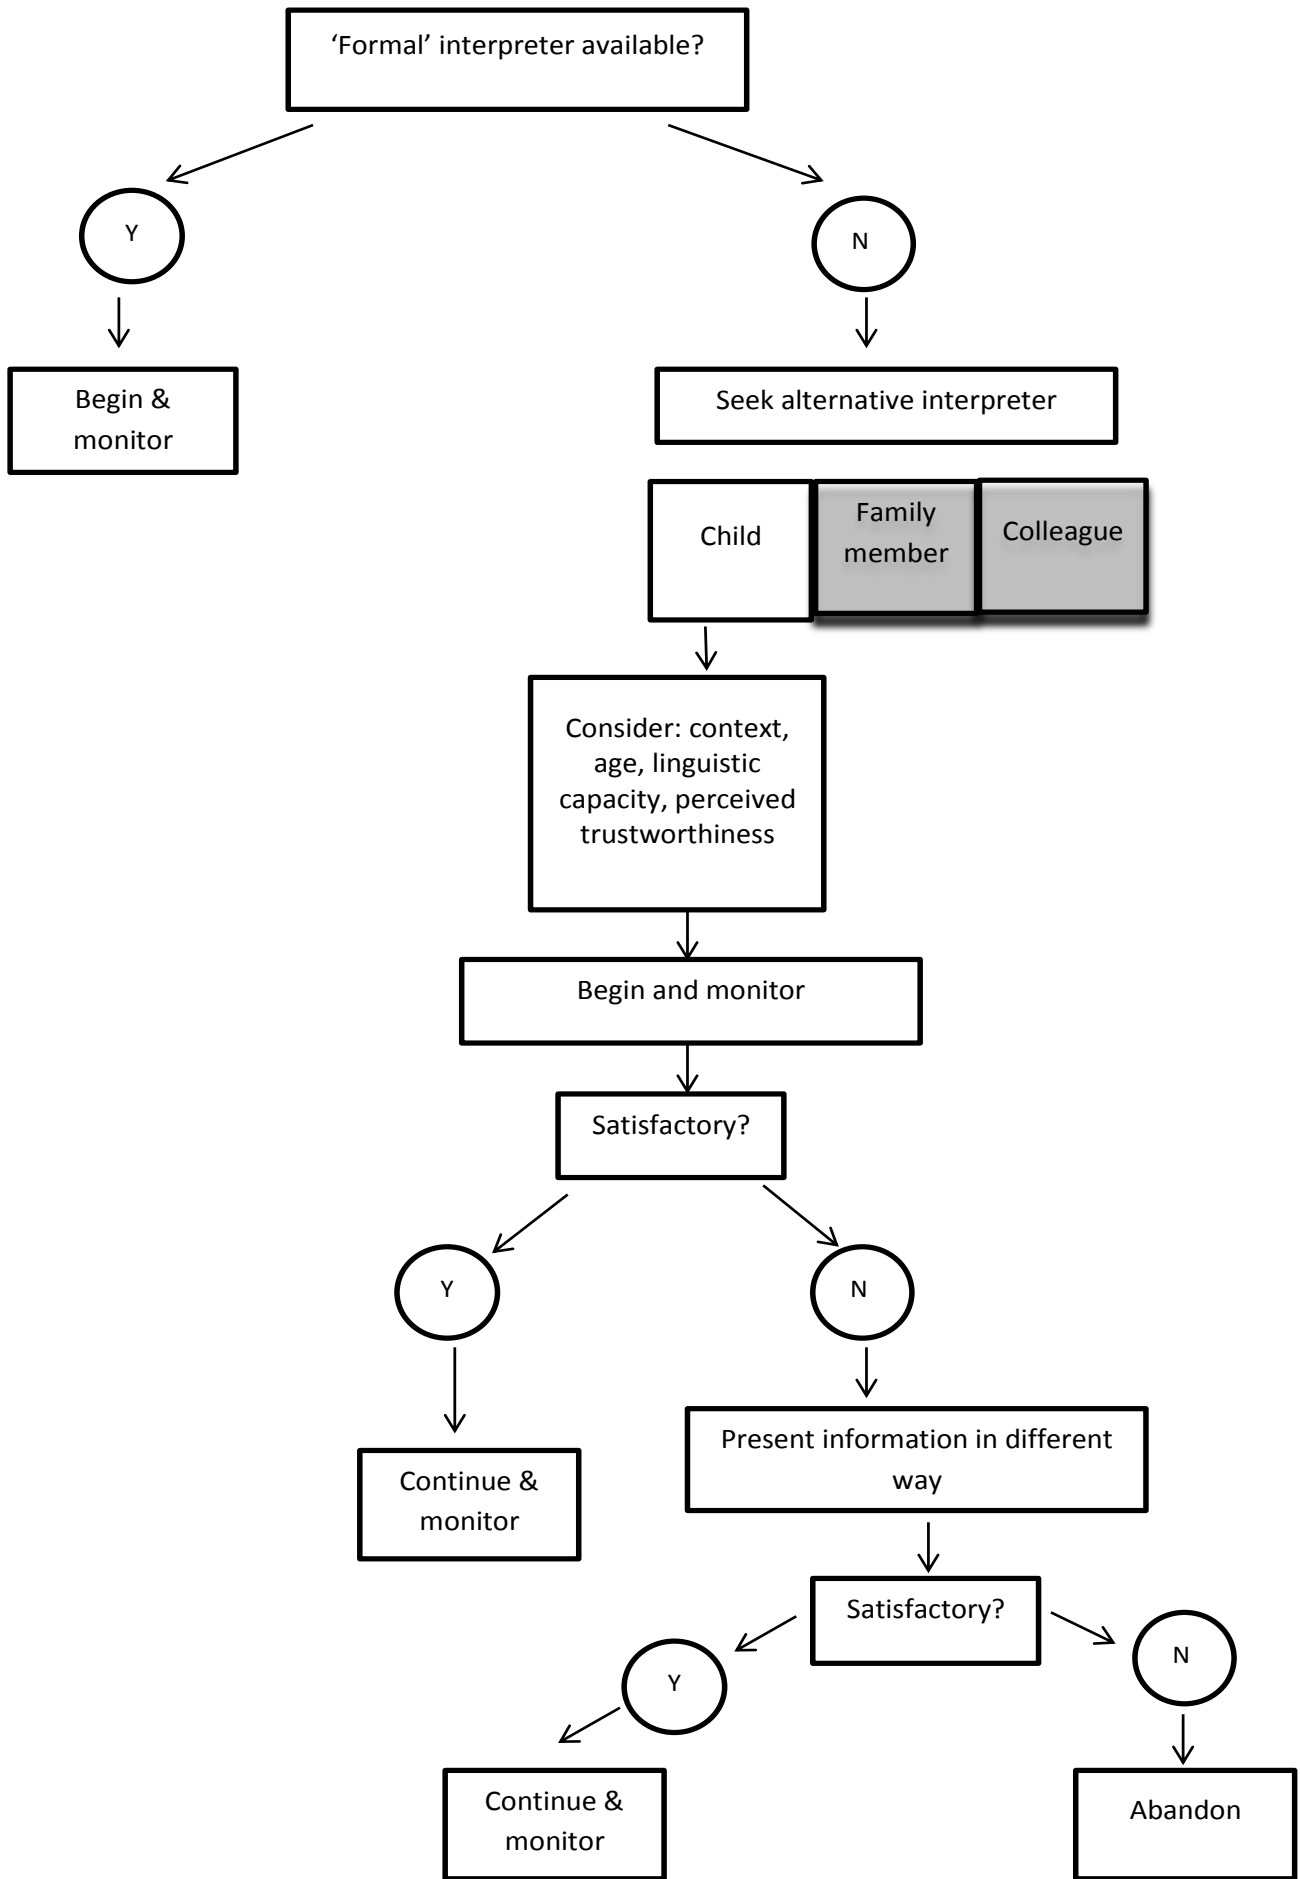 ‘Formal’ interpreter available?
Y
N
Begin &
monitor
Seek alternative interpreter
Child
Family
member
Colleague
Consider: context,
age, linguistic
capacity, perceived
trustworthiness
Begin and monitor
Satisfactory?
Y
N
Continue &
monitor
Present information in different
way
Satisfactory?
Y
N
Continue &
monitor
Abandon